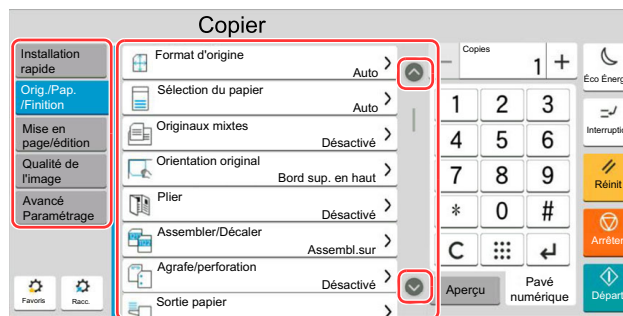 Copier
Installation
rapide
Orig./Pap.
/Finition
Mise en
page/édition
Qualité de
l'image
Avancé
Paramétrage
Favoris
Racc.
Format d'origine
Auto
Sélection du papier
Auto
Originaux mixtes
Désactivé
Orientation original
Bord sup. en haut
Plier
Désactivé
Assembler/Décaler
Assembl.sur
Agrafe/perforation
Désactivé
Sortie papier
Copies
− 1 +
1 2 3
4 5 6
7 8 9
* 0 #
C
Aperçu
Pavé
numérique
Éco Énerg
Interruptio
Réinit
Arrêter
Départ